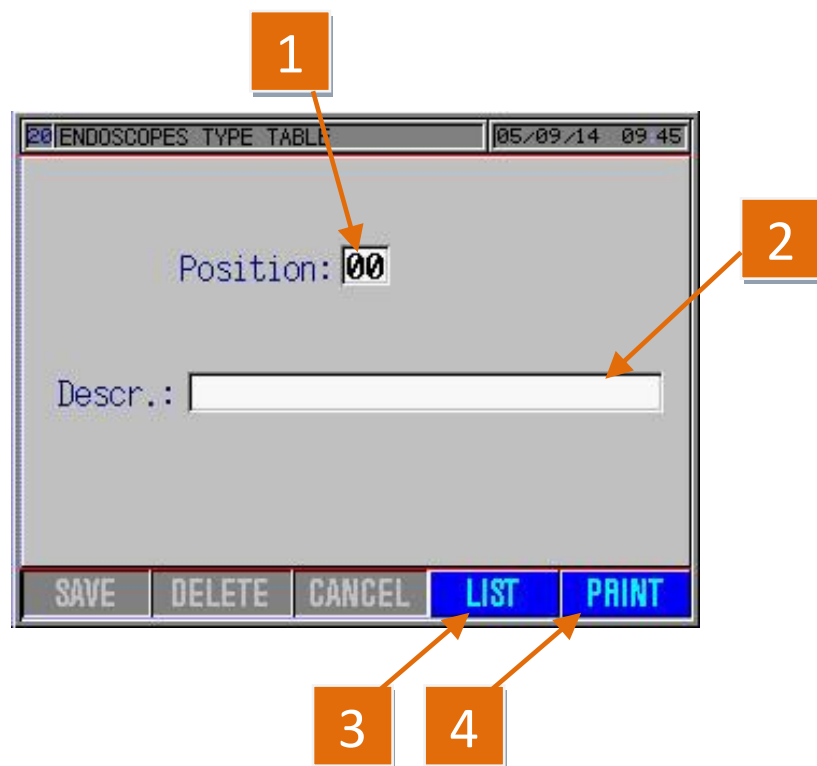 1
20 ENDOSCOPES TYPE TABLE 05/09/14 09:45
2
Position: 00
Descr.:
SAVE DELETE CANCEL LIST PRINT
3 4